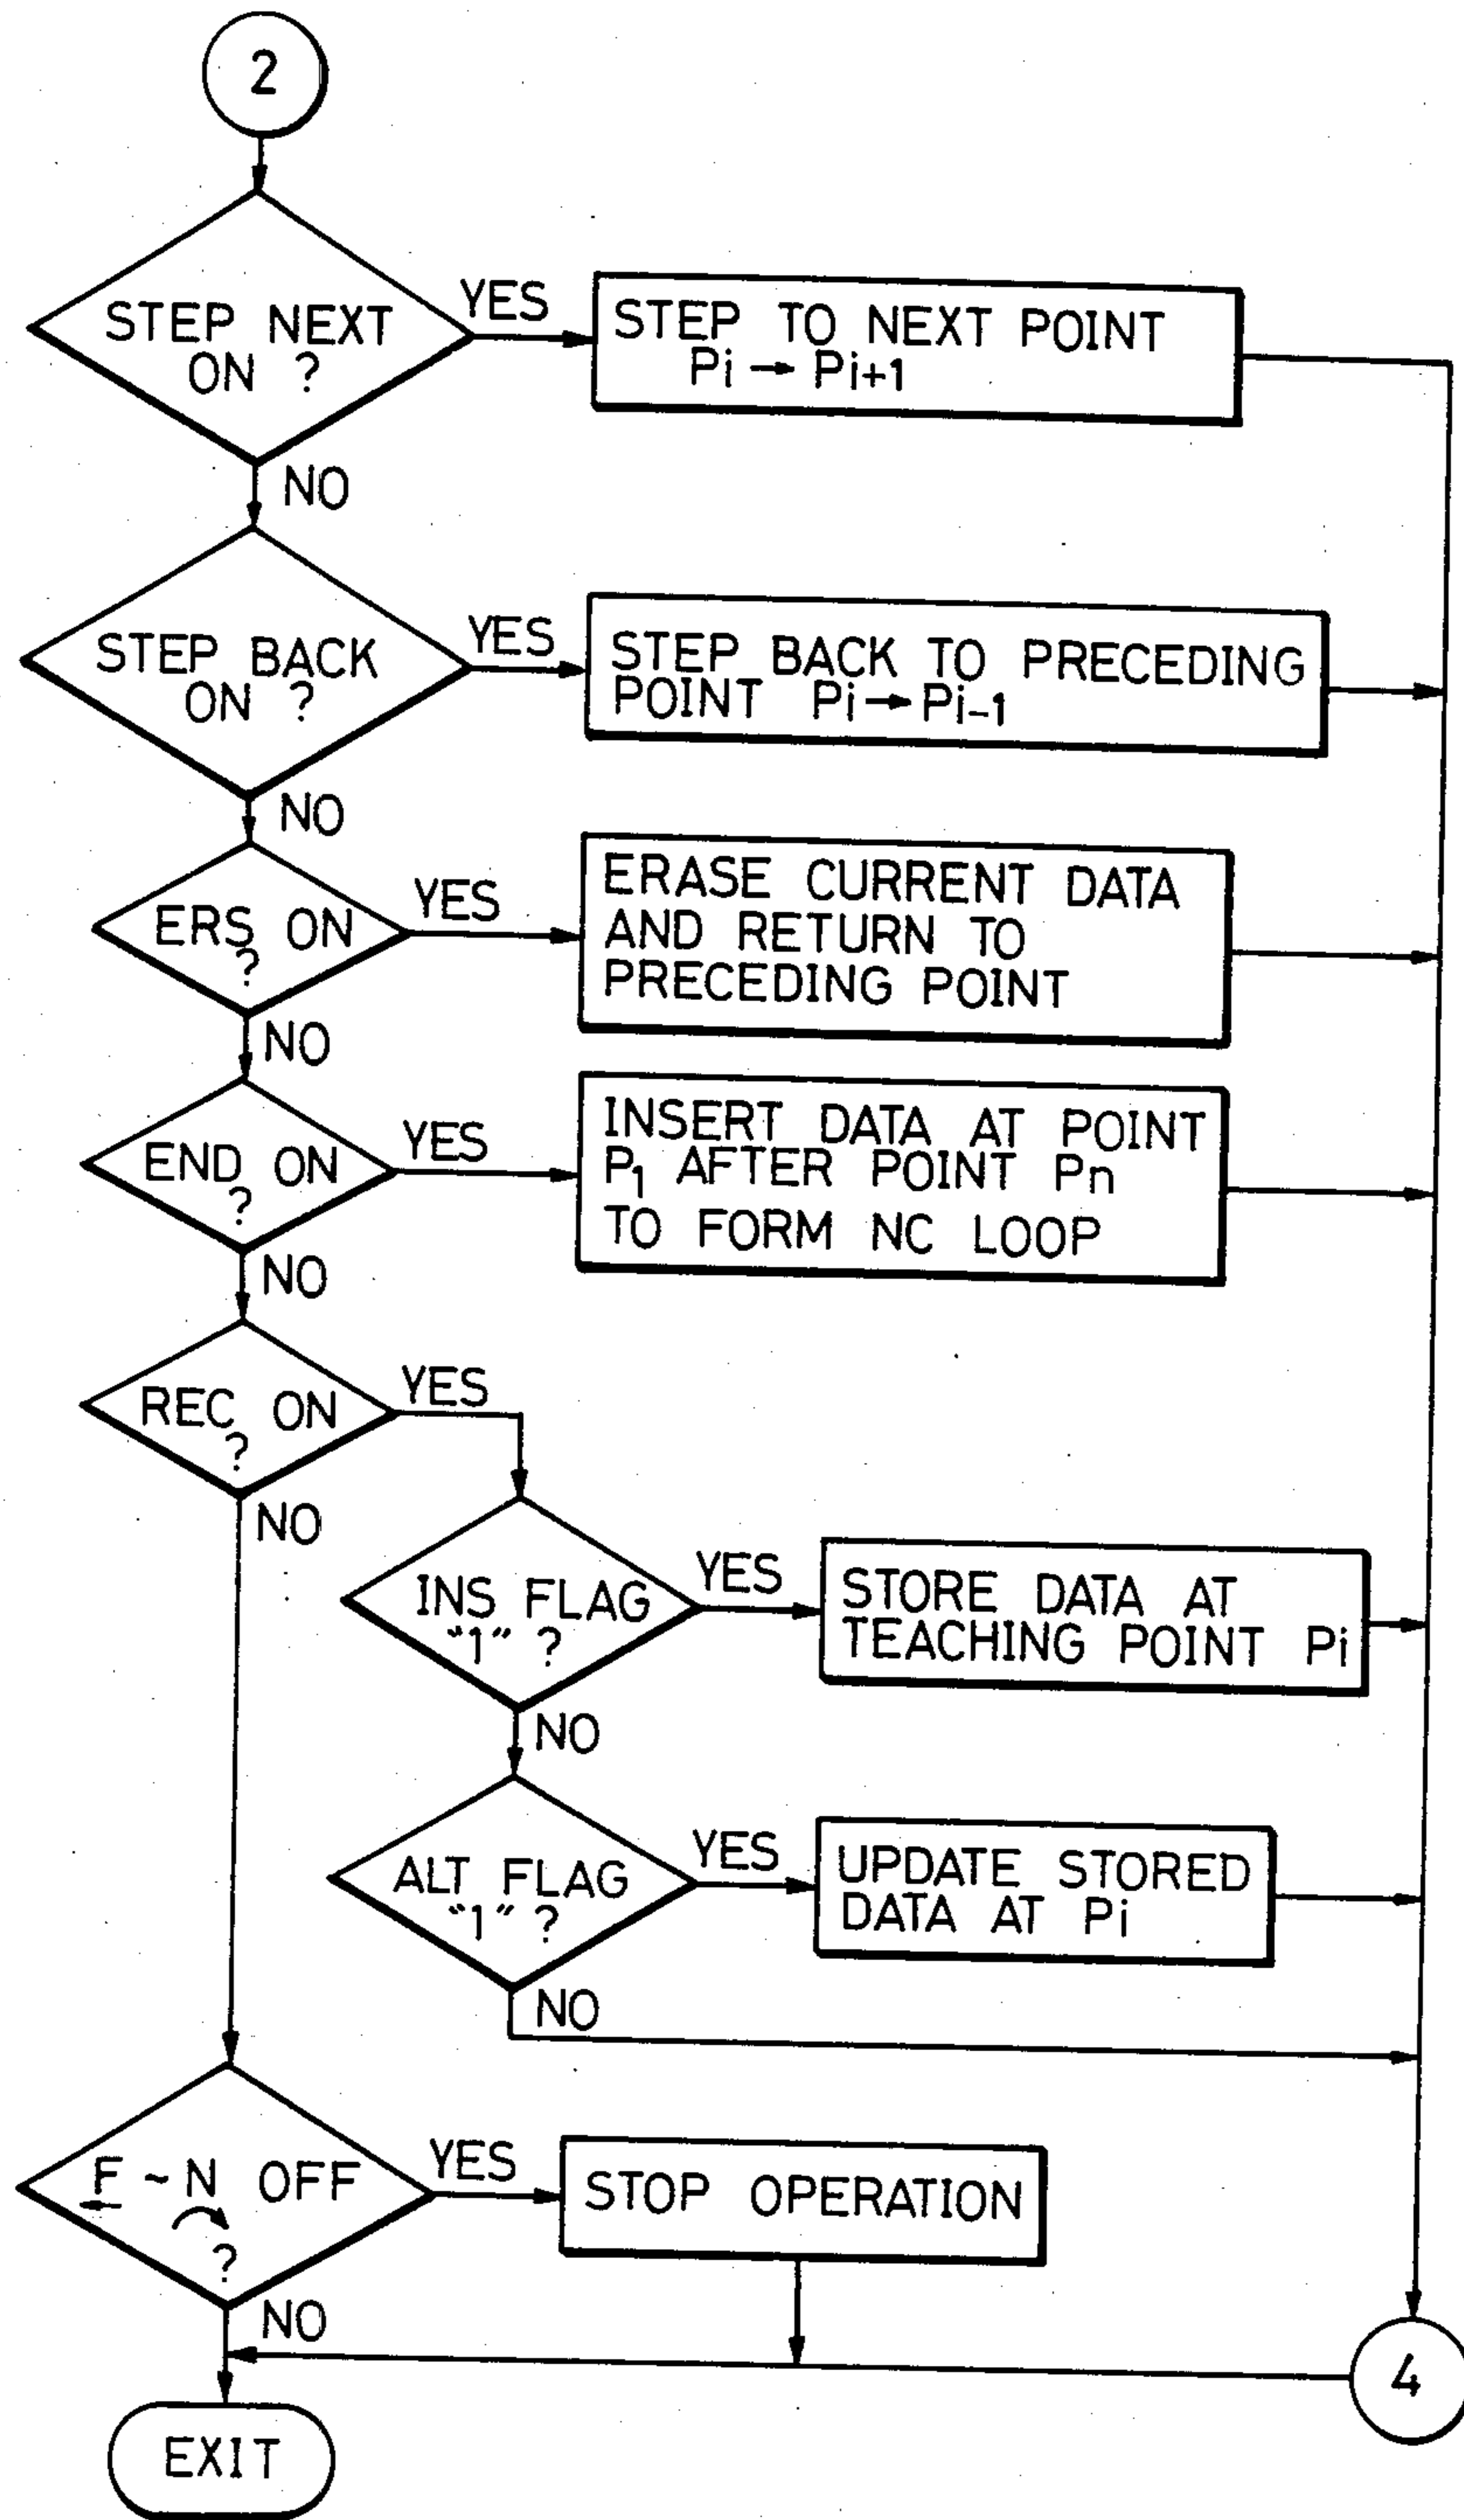 2
STEP NEXT
ON ?
YES
STEP TO NEXT POINT
Pi → Pi+1
NO
STEP BACK
ON ?
YES
STEP BACK TO PRECEDING
POINT Pi → Pi-1
NO
ERS ON
?
YES
ERASE CURRENT DATA
AND RETURN TO
PRECEDING POINT
NO
END ON
?
YES
INSERT DATA AT POINT
P1 AFTER POINT Pn
TO FORM NC LOOP
NO
REC ON
?
YES
NO
INS FLAG
"1" ?
YES
STORE DATA AT
TEACHING POINT Pi
NO
ALT FLAG
"1" ?
YES
UPDATE STORED
DATA AT Pi
NO
F ~ N OFF
?
YES
STOP OPERATION
NO
4
EXIT